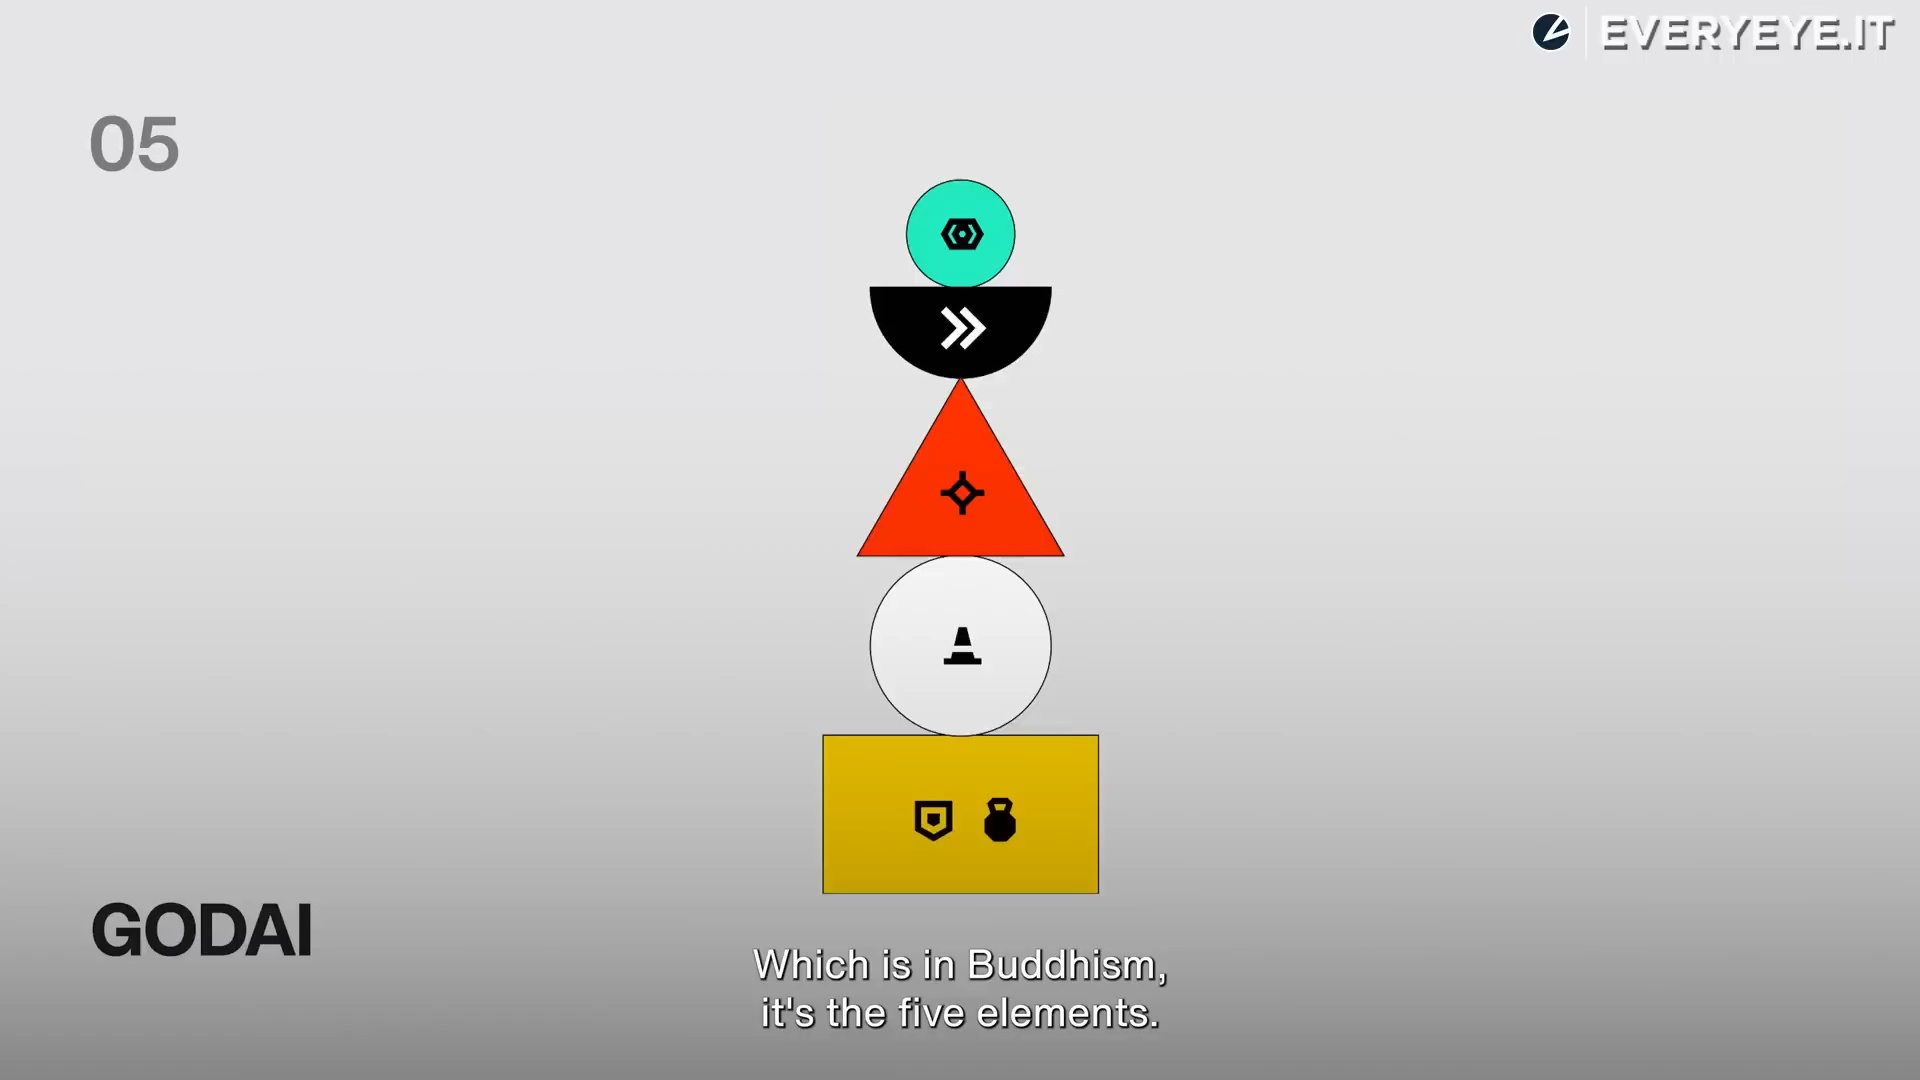 EVERYEYE.IT
05
GODAI
Which is in Buddhism,
it's the five elements.